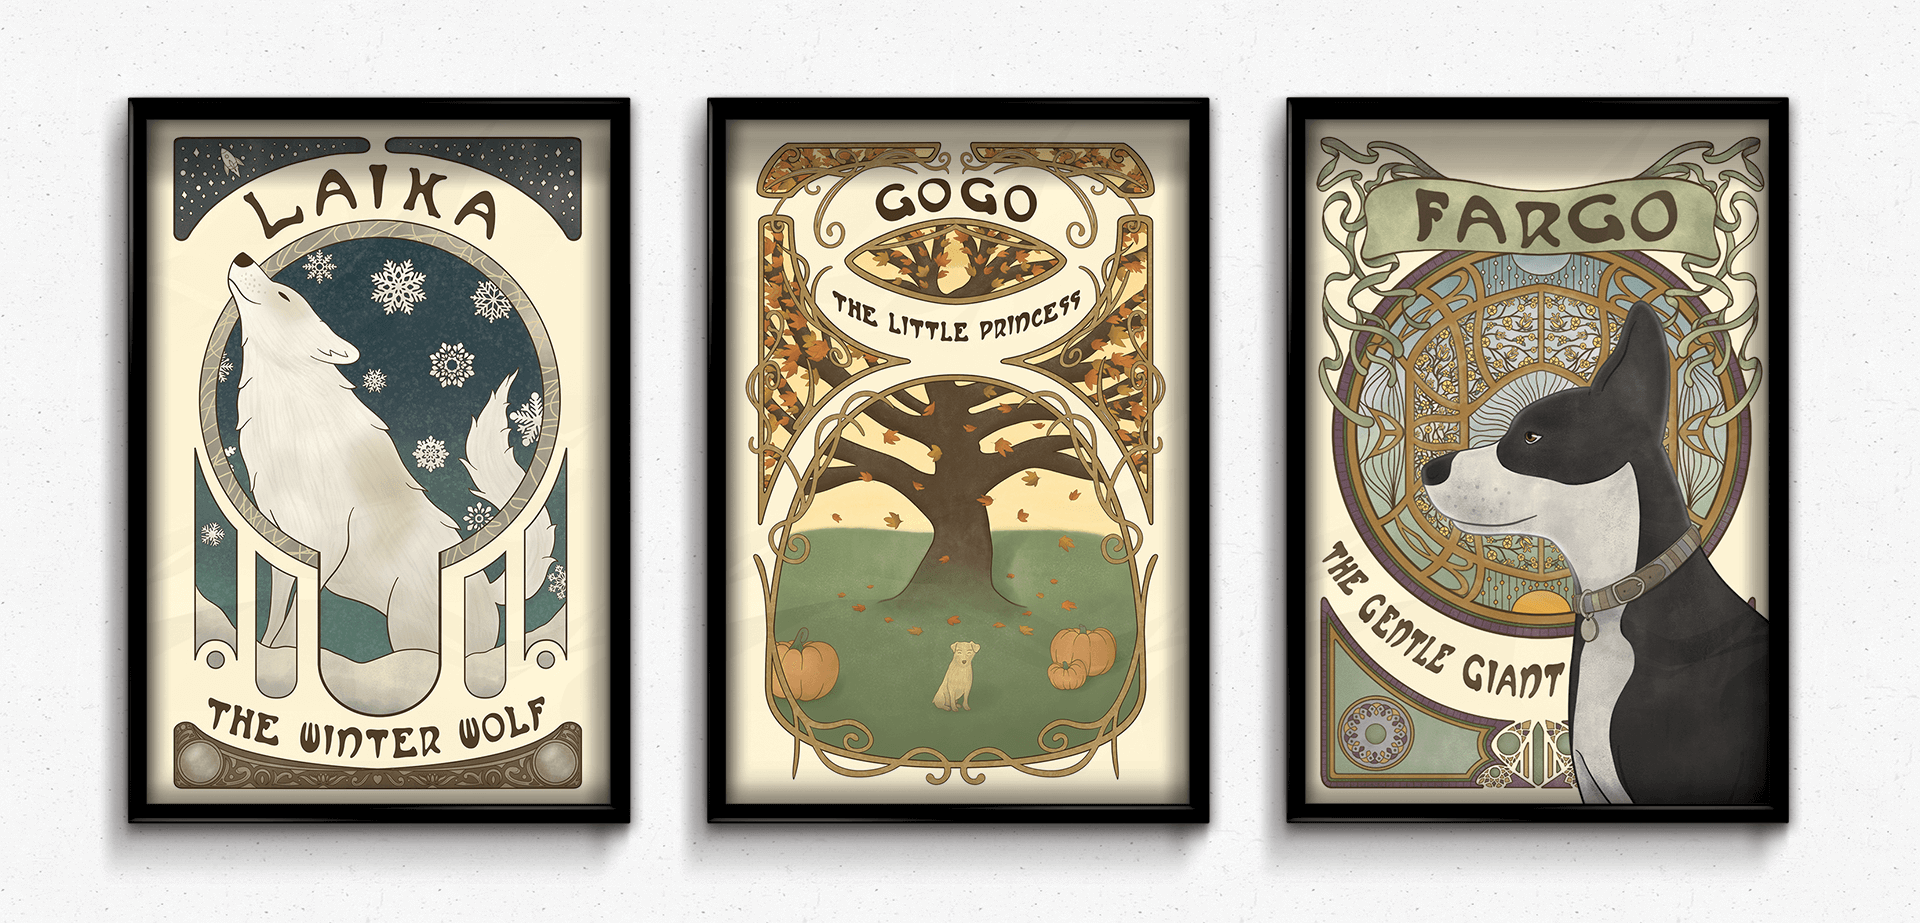 LAIKA
THE WINTER WOLF
GOGO
THE LITTLE PRINCESS
FARGO
THE GENTLE GIANT